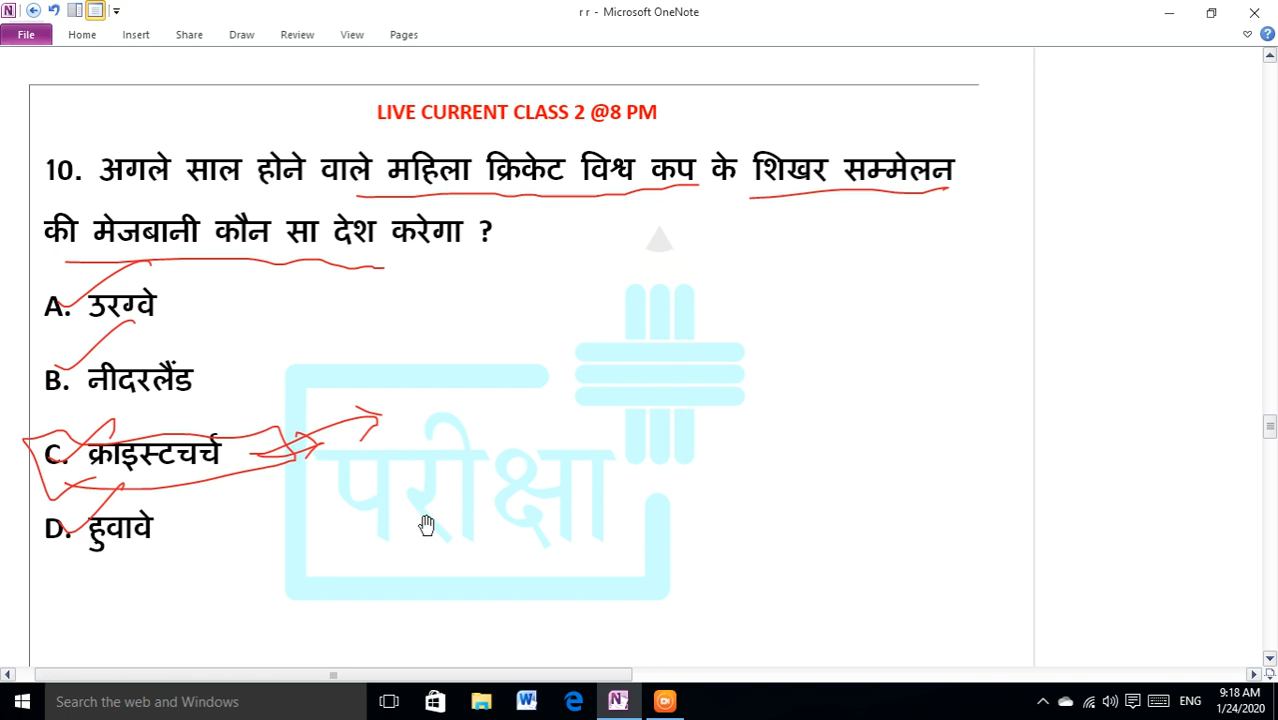 r r - Microsoft OneNote
File Home Insert Share Draw Review View Pages
LIVE CURRENT CLASS 2 @8 PM
10. अगले साल होने वाले महिला क्रिकेट विश्व कप के शिखर सम्मेलन
की मेजबानी कौन सा देश करेगा ?
A. उरग्वे
B. नीदरलैंड
C. क्राइस्टचर्च
D. हुवावे
परीक्षा
Search the web and Windows
ENG
9:18 AM
1/24/2020